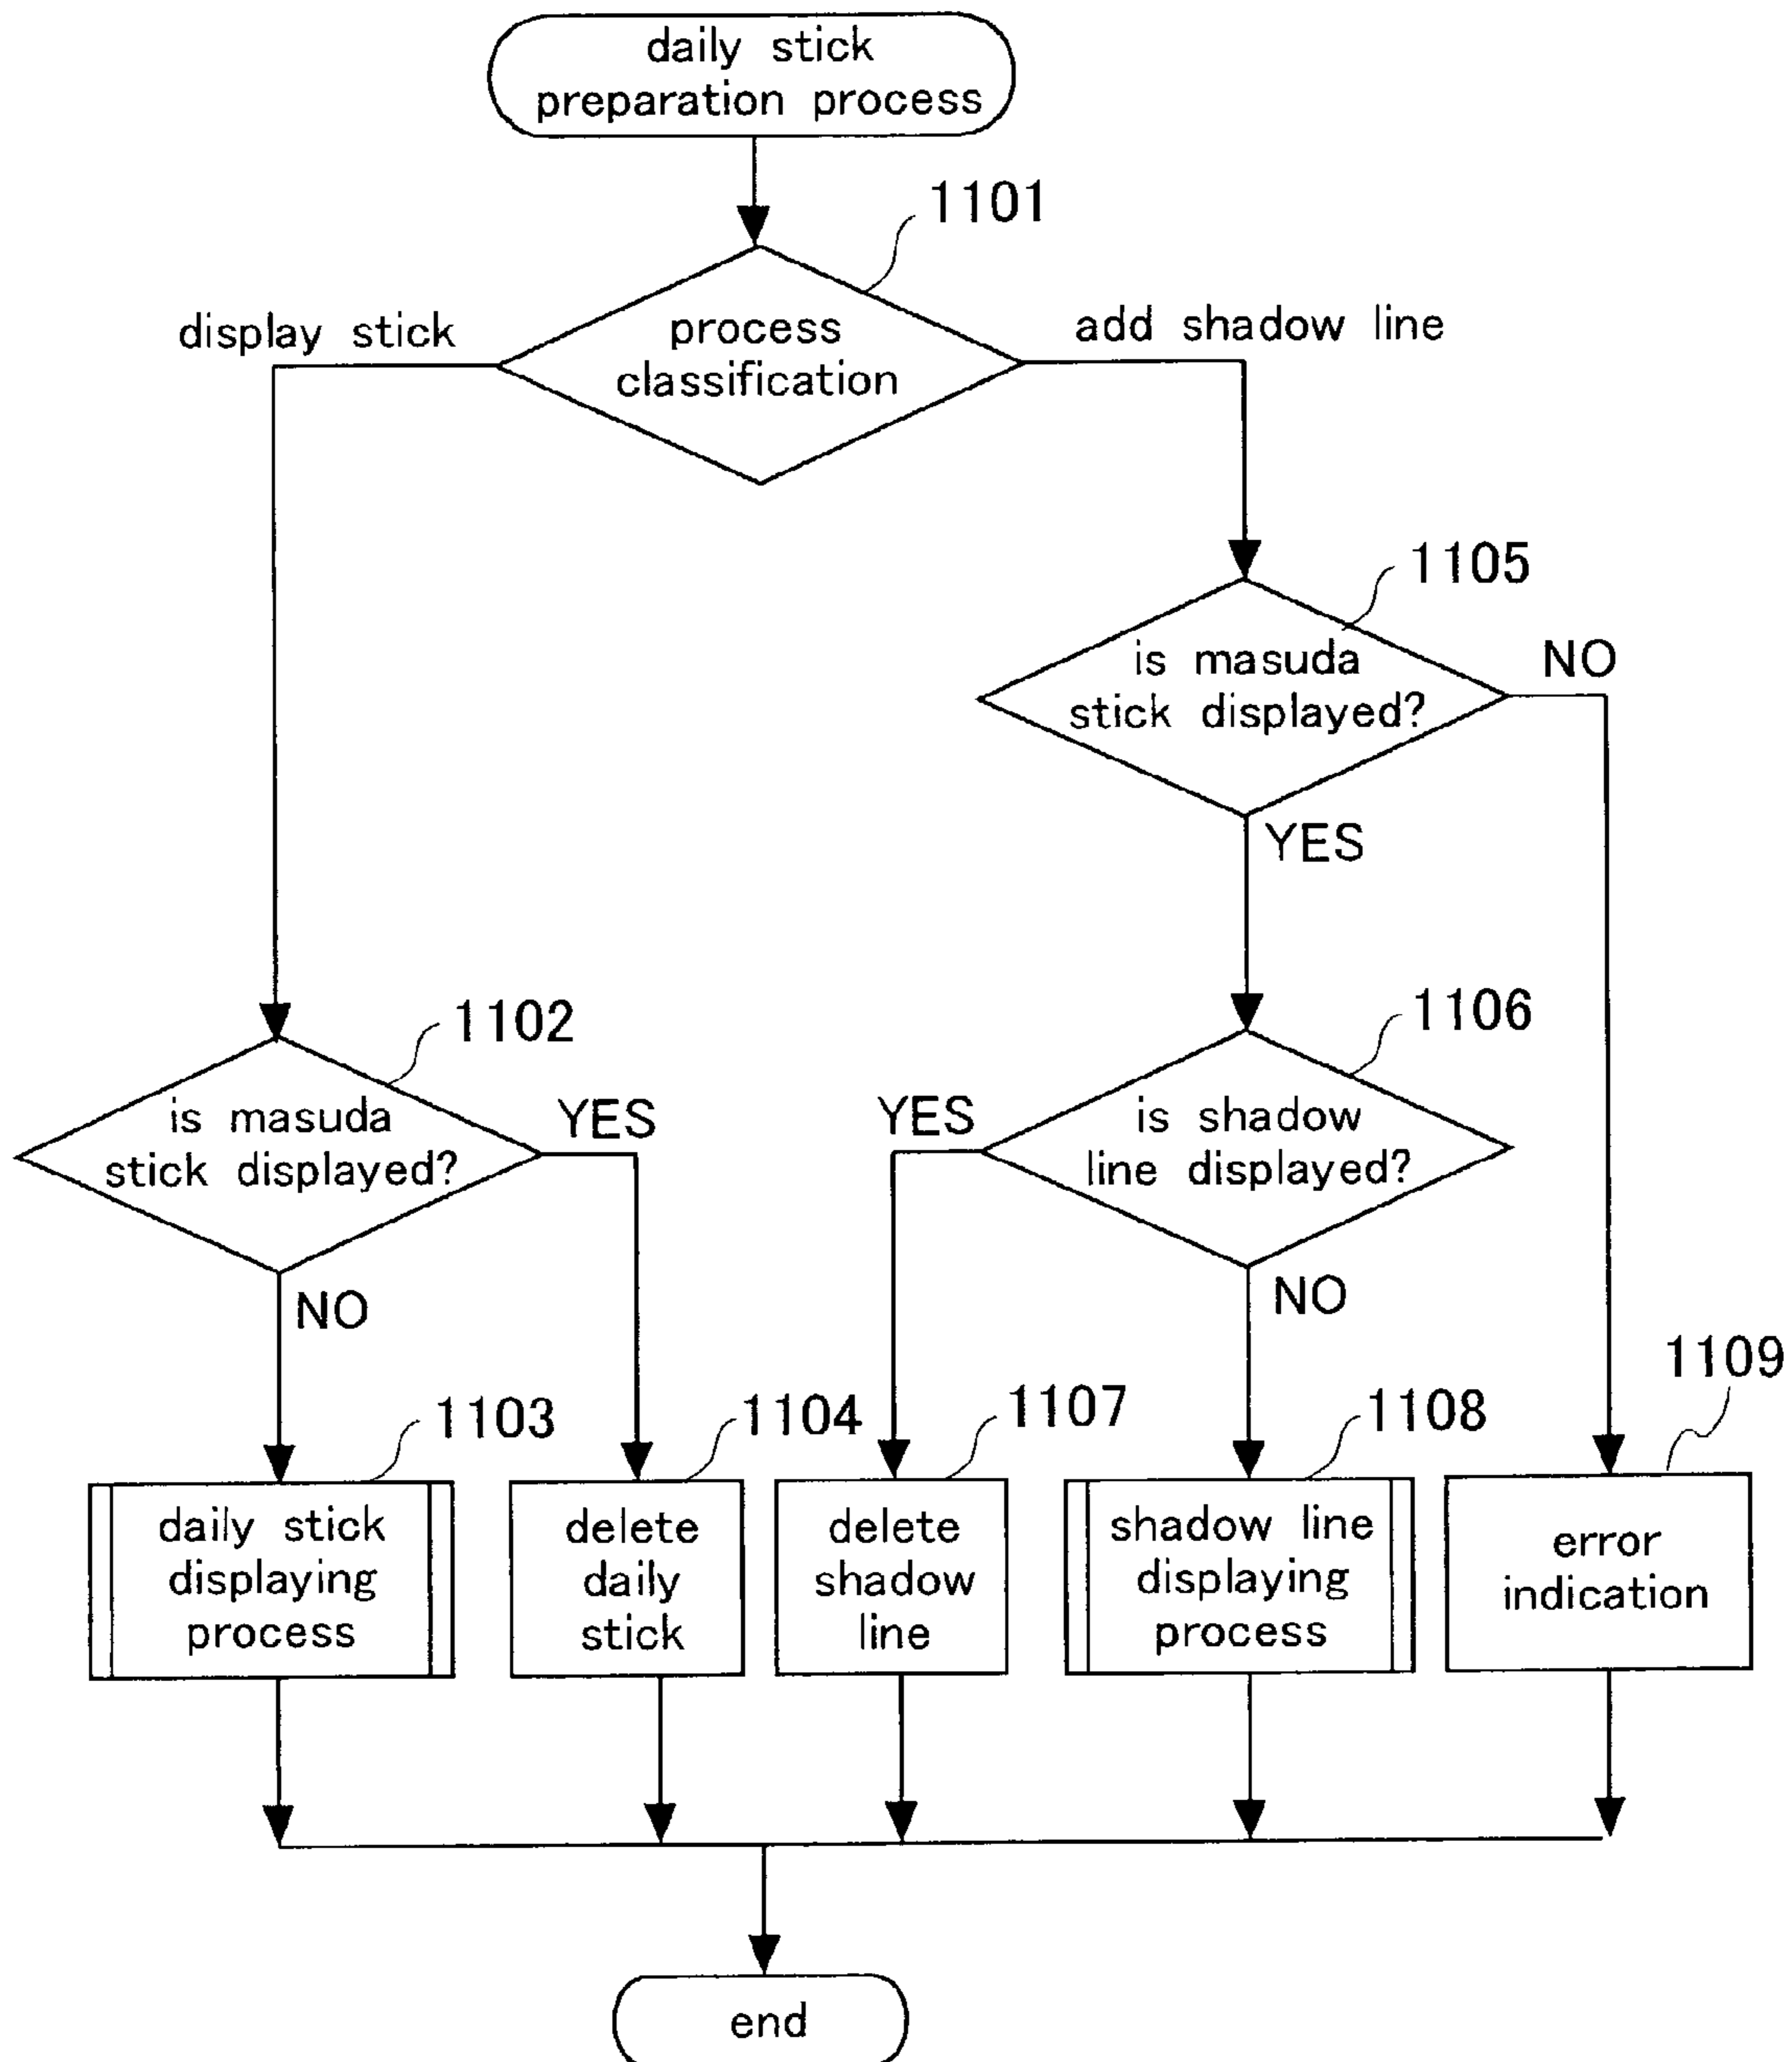 daily stick
preparation process
1101
display stick
process
classification
add shadow line
1105
is masuda
stick displayed?
NO
YES
1102
is masuda
stick displayed?
YES
NO
1106
is shadow
line displayed?
YES
NO
1103
daily stick
displaying
process
1104
delete
daily
stick
1107
delete
shadow
line
1108
shadow line
displaying
process
1109
error
indication
end